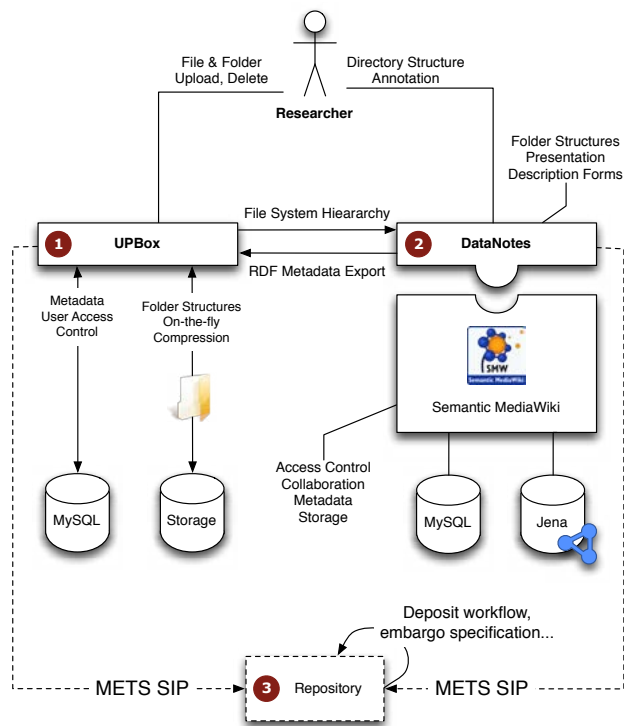 File & Folder
Upload, Delete
Directory Structure
Annotation
Researcher
Folder Structures
Presentation
Description Forms
1
UPBox
File System Hieararchy
2
DataNotes
RDF Metadata Export
Metadata
User Access
Control
Folder Structures
On-the-fly
Compression
SMW
Semantic MediaWiki
Semantic MediaWiki
Access Control
Collaboration
Metadata
Storage
MySQL
Storage
MySQL
Jena
Deposit workflow,
embargo specification...
METS SIP
3
Repository
METS SIP